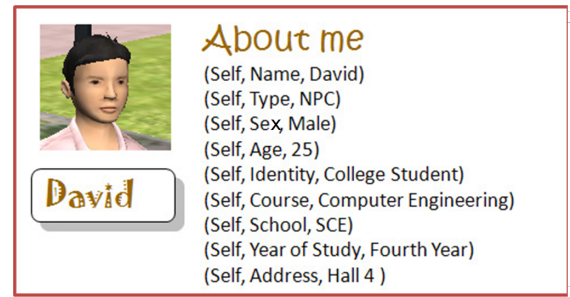 About me
(Self, Name, David)
(Self, Type, NPC)
(Self, Sex, Male)
(Self, Age, 25)
(Self, Identity, College Student)
(Self, Course, Computer Engineering)
(Self, School, SCE)
(Self, Year of Study, Fourth Year)
(Self, Address, Hall 4 )
David